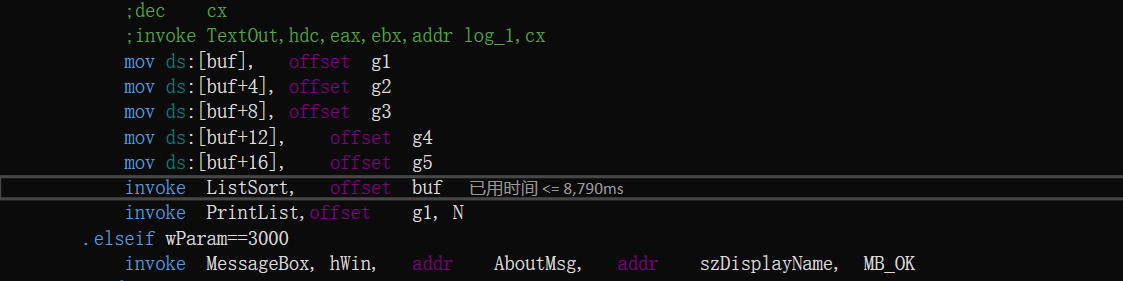 ;dec cx
;invoke TextOut,hdc,eax,ebx,addr log_1,cx
mov ds:[buf], offset g1
mov ds:[buf+4], offset g2
mov ds:[buf+8], offset g3
mov ds:[buf+12], offset g4
mov ds:[buf+16], offset g5
invoke ListSort, offset buf 已用时间 <= 8,790ms
invoke PrintList,offset g1, N
.elseif wParam==3000
invoke MessageBox, hWin, addr AboutMsg, addr szDisplayName, MB_OK